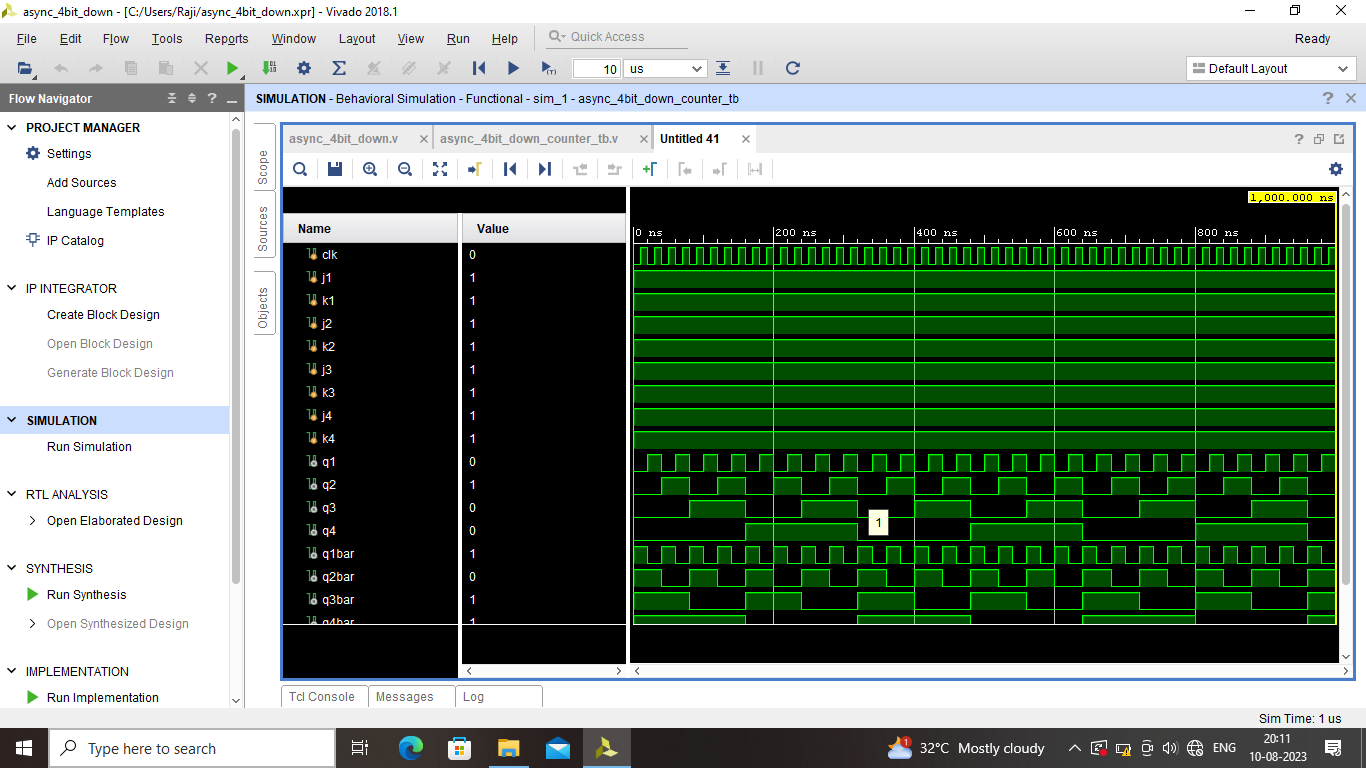 async_4bit_down - [C:/Users/Raji/async_4bit_down.xpr] - Vivado 2018.1
File Edit Flow Tools Reports Window Layout View Run Help Quick Access Ready
10 us Default Layout
Flow Navigator
SIMULATION - Behavioral Simulation - Functional - sim_1 - async_4bit_down_counter_tb
PROJECT MANAGER
Settings
Add Sources
Language Templates
IP Catalog
IP INTEGRATOR
Create Block Design
Open Block Design
Generate Block Design
SIMULATION
Run Simulation
RTL ANALYSIS
Open Elaborated Design
SYNTHESIS
Run Synthesis
Open Synthesized Design
IMPLEMENTATION
Run Implementation
Scope
Sources
Objects
async_4bit_down.v async_4bit_down_counter_tb.v Untitled 41
1,000.000 ns
Name Value
0 ns 200 ns 400 ns 600 ns 800 ns
clk 0
j1 1
k1 1
j2 1
k2 1
j3 1
k3 1
j4 1
k4 1
q1 0
q2 1
q3 0
q4 0
1
q1bar 1
q2bar 0
q3bar 1
q4bar 1
Tcl Console Messages Log
Sim Time: 1 us
Type here to search
1
32°C Mostly cloudy
ENG
20:11
10-08-2023